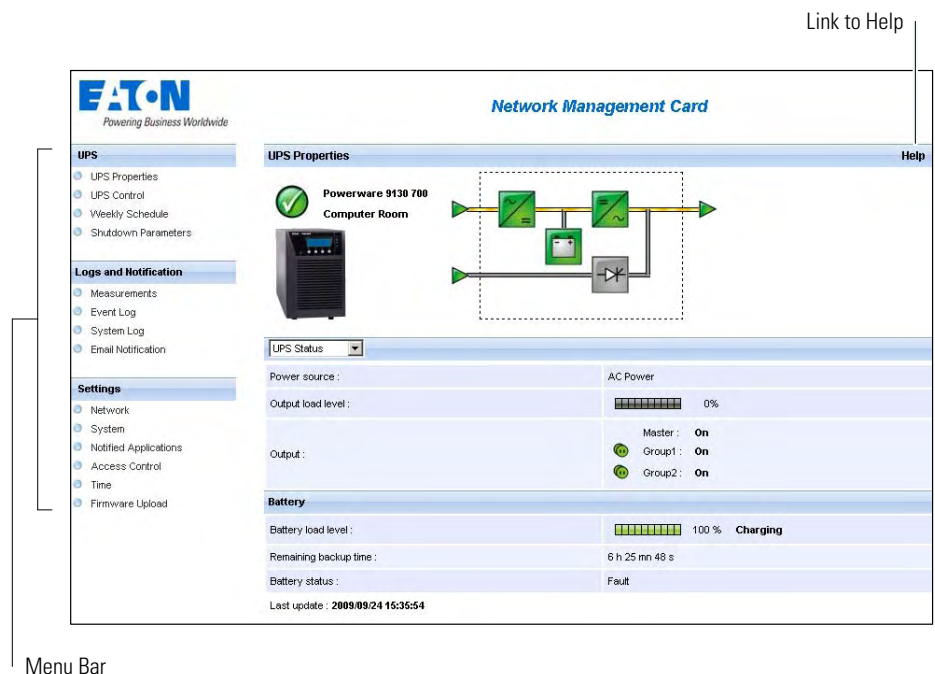 Link to Help
EATON
Powering Business Worldwide
Network Management Card
UPS
UPS Properties
UPS Control
Weekly Schedule
Shutdown Parameters
Logs and Notification
Measurements
Event Log
System Log
Email Notification
Settings
Network
System
Notified Applications
Access Control
Time
Firmware Upload
UPS Properties Help
Powerware 9130 700
Computer Room
UPS Status
Power source : AC Power
Output load level : 0%
Output :
Master : On
Group1 : On
Group2 : On
Battery
Battery load level : 100 % Charging
Remaining backup time : 6 h 25 mn 48 s
Battery status : Fault
Last update : 2009/09/24 15:35:54
Menu Bar